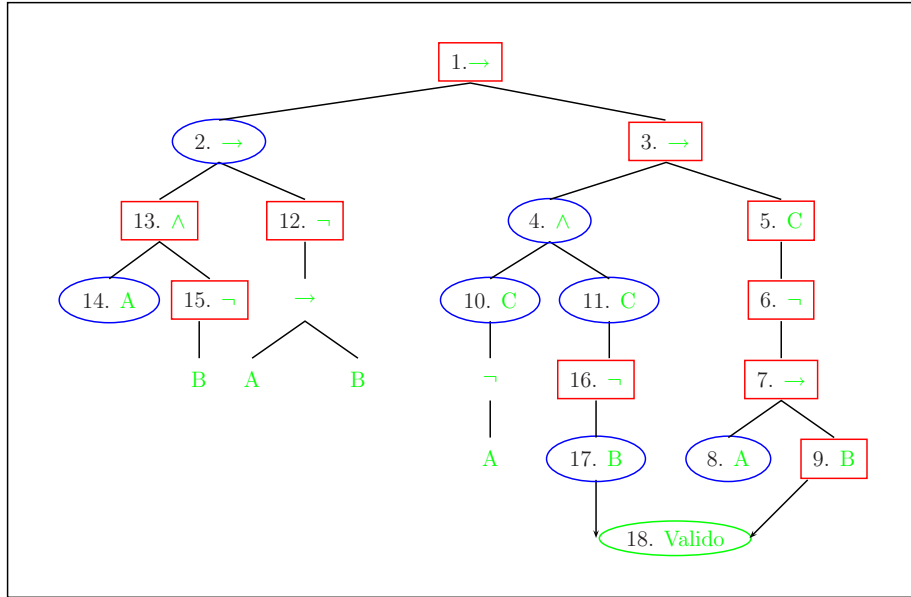 1.→
2. → 3. →
13. ∧ 12. ¬ 4. ∧ 5. C
14. A 15. ¬ → 10. C 11. C 6. ¬
B A B ¬ 16. ¬ 7. →
A 17. B 8. A 9. B
18. Valido